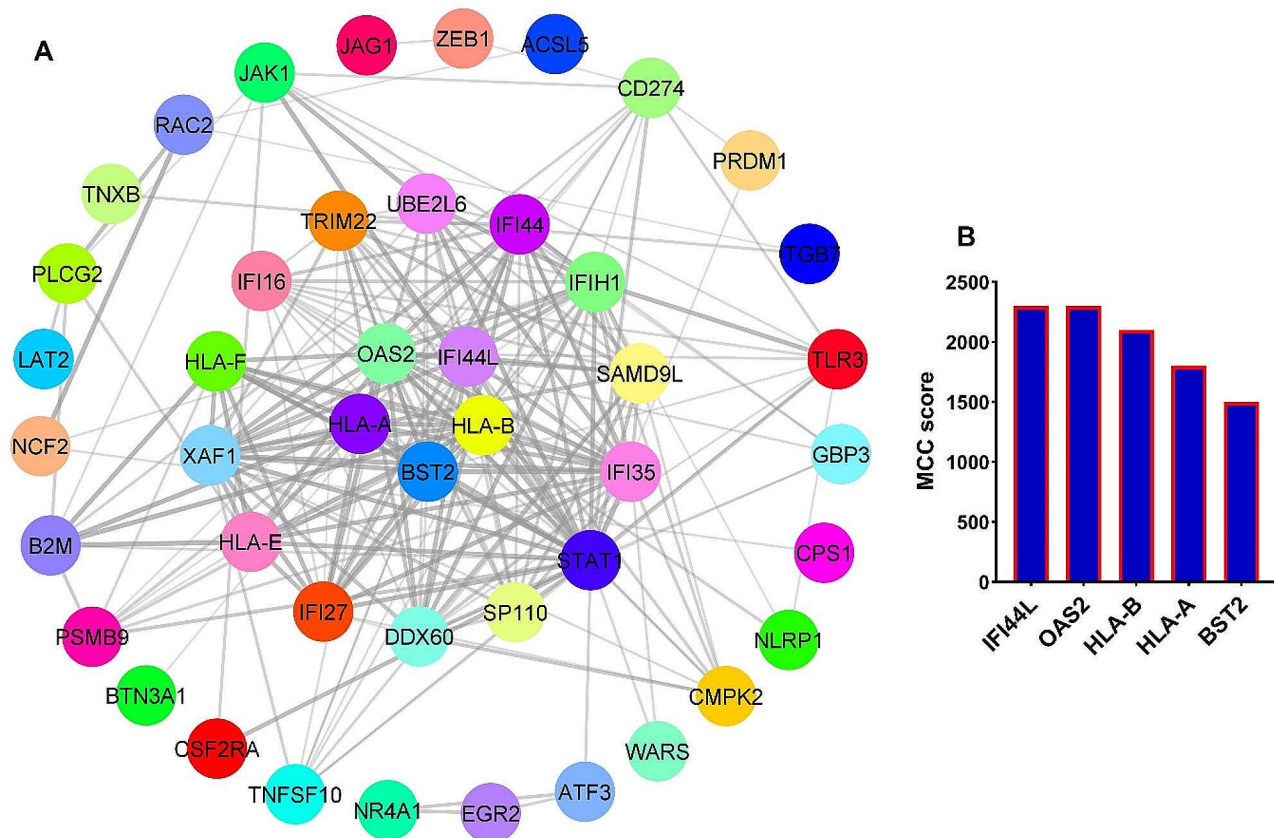 A
JAG1
ZEB1
ACSL5
JAK1
CD274
RAC2
PRDM1
TNXB
UBE2L6
TRIM22
IFI44
TGB7
PLCG2
IFI16
IFIH1
LAT2
HLA-F
OAS2
IFI44L
SAMD9L
TLR3
HLA-A
HLA-B
NCF2
XAF1
BST2
IFI35
GBP3
B2M
HLA-E
STAT1
CPS1
PSMB9
IFI27
DDX60
SP110
NLRP1
BTN3A1
CMPK2
CSF2RA
WARS
TNFSF10
NR4A1
EGR2
ATF3
B
MCC score
2500
2000
1500
1000
500
0
IFI44L
OAS2
HLA-B
HLA-A
BST2